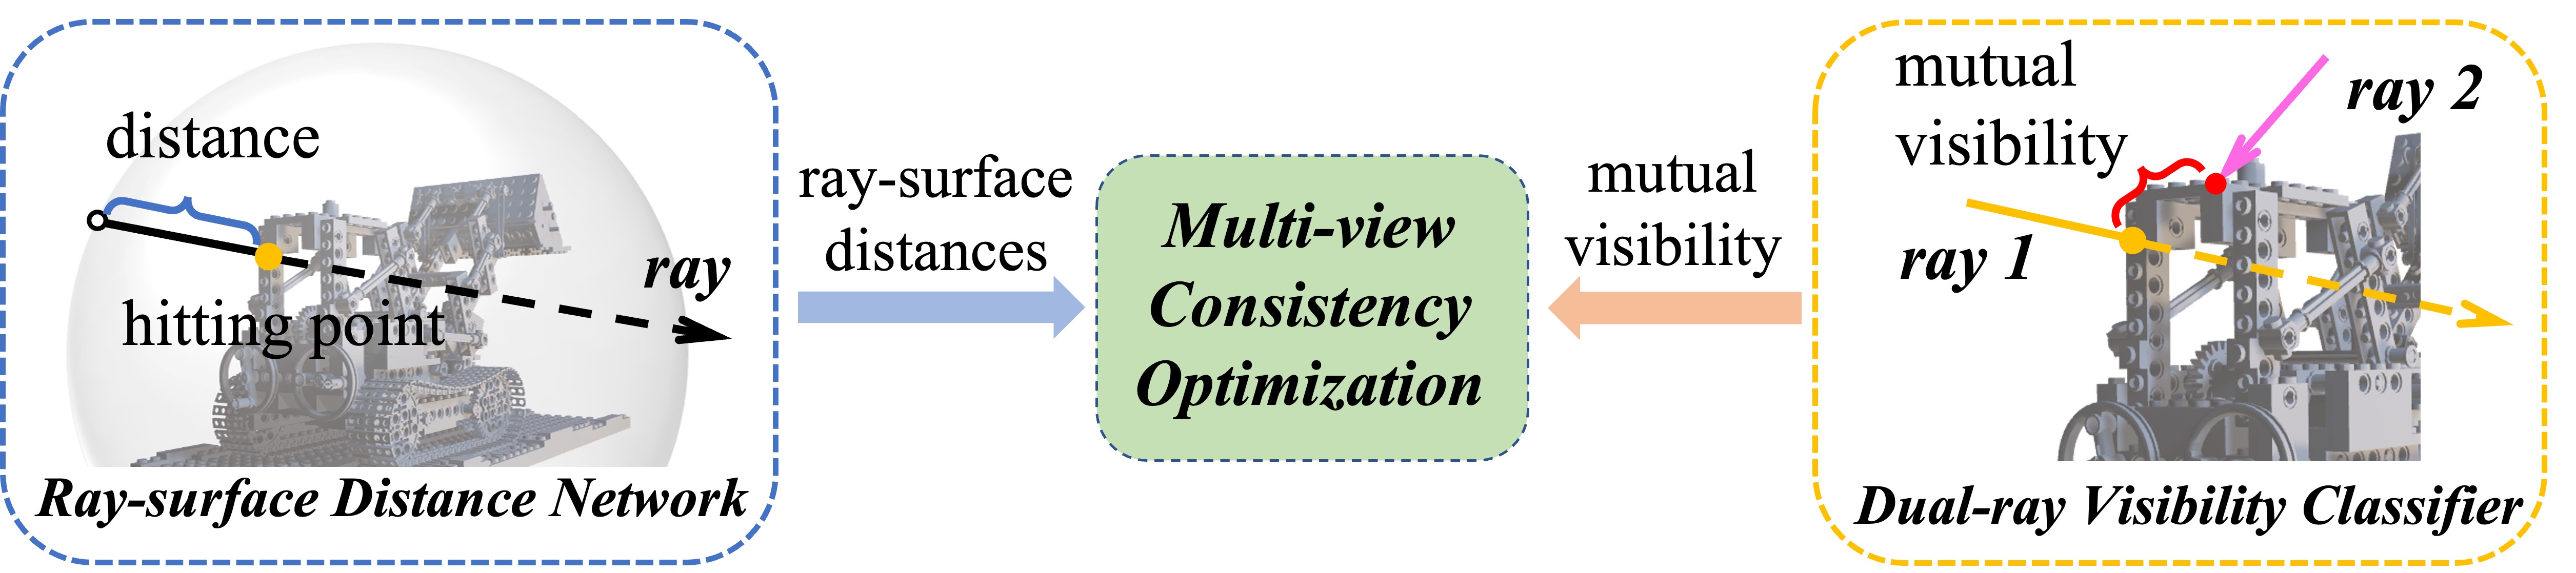 distance
hitting point
ray
Ray-surface Distance Network
ray-surface
distances
Multi-view
Consistency
Optimization
mutual
visibility
mutual
visibility
ray 2
ray 1
Dual-ray Visibility Classifier